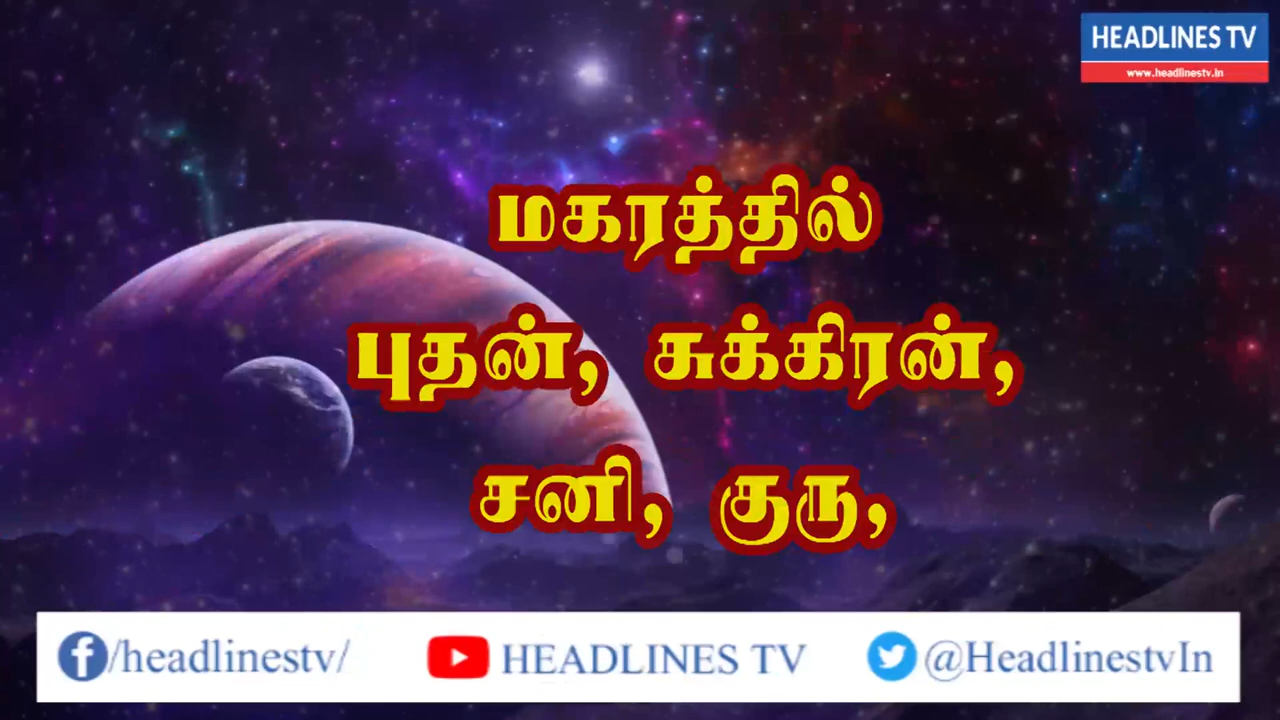 HEADLINES TV
www.headlinestv.in
மகரத்தில்
புதன், சுக்கிரன்,
சனி, குரு,
/headlinestv/ HEADLINES TV @HeadlinestvIn